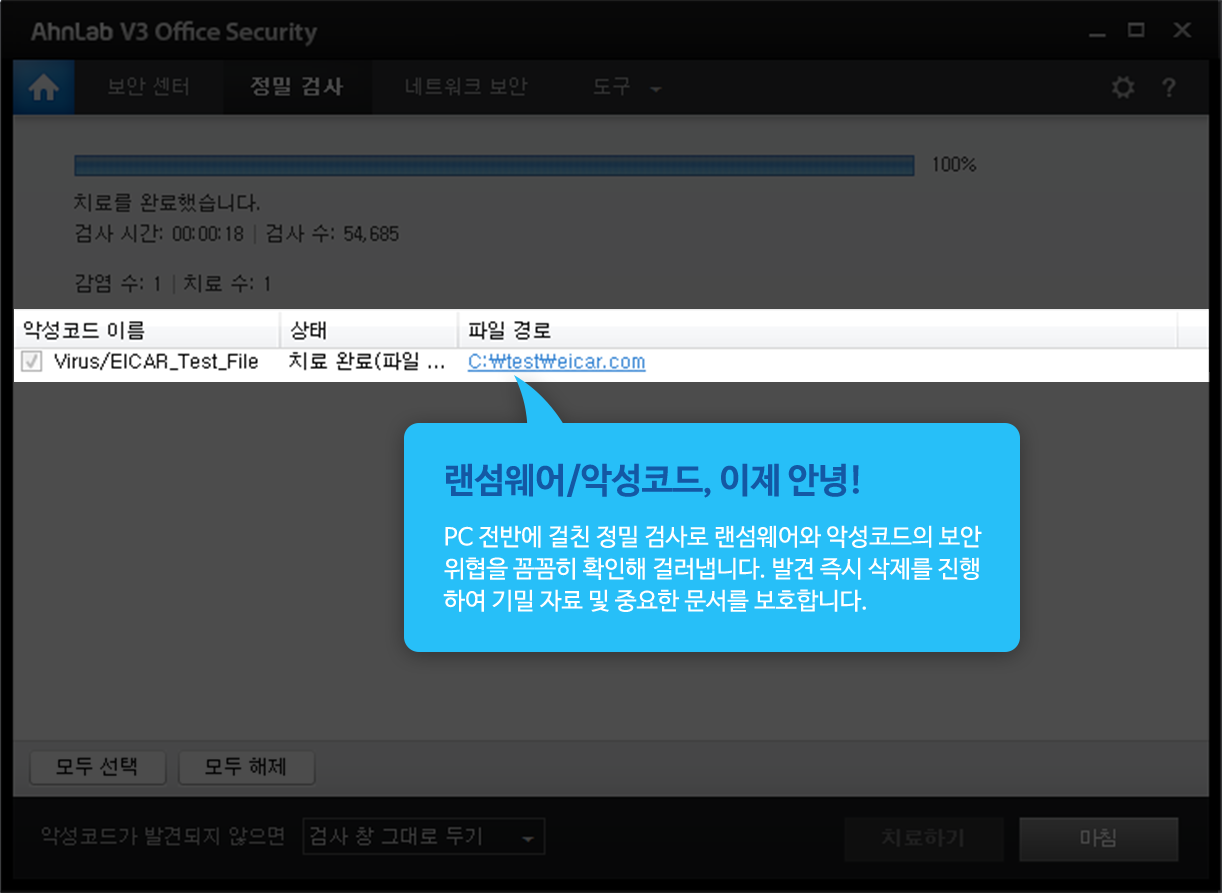 AhnLab V3 Office Security
보안 센터 정밀 검사 네트워크 보안 도구 ?
100%
치료를 완료했습니다.
검사 시간: 00:00:18 | 검사 수: 54,685
감염 수: 1 | 치료 수: 1
악성코드 이름 상태 파일 경로
Virus/EICAR_Test_File 치료 완료(파일 ... C:₩test₩eicar.com
랜섬웨어/악성코드, 이제 안녕!
PC 전반에 걸친 정밀 검사로 랜섬웨어와 악성코드의 보안
위협을 꼼꼼히 확인해 걸러냅니다. 발견 즉시 삭제를 진행
하여 기밀 자료 및 중요한 문서를 보호합니다.
모두 선택 모두 해제
악성코드가 발견되지 않으면 검사 창 그대로 두기 치료하기 마침